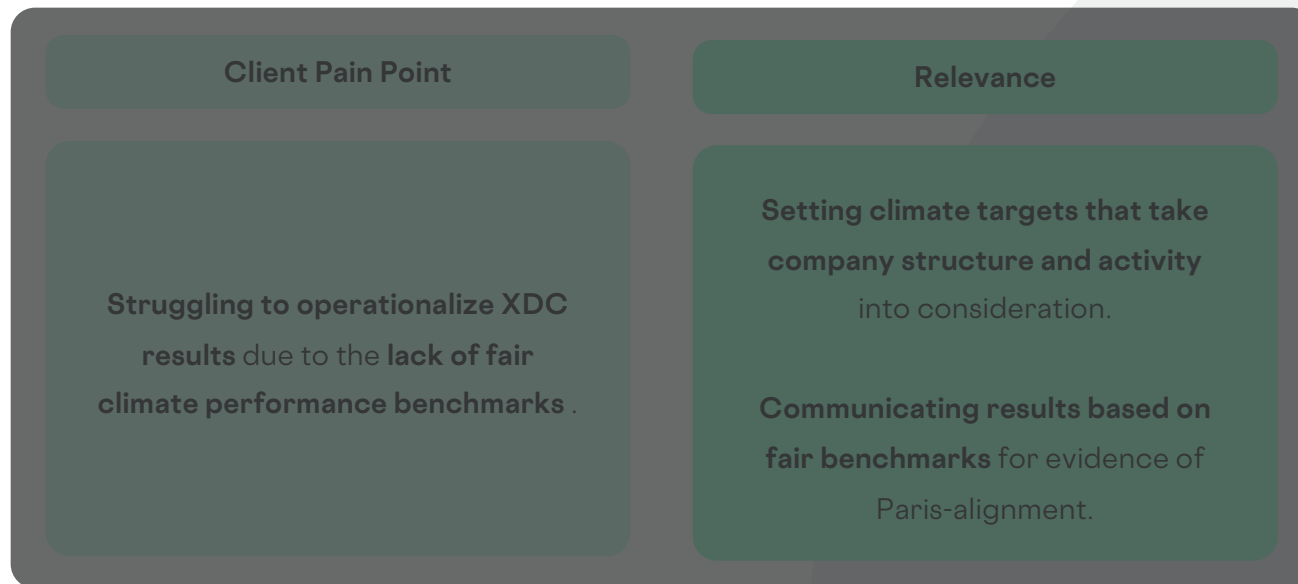 Client Pain Point
Struggling to operationalize XDC
results due to the lack of fair
climate performance benchmarks .
Relevance
Setting climate targets that take
company structure and activity
into consideration.
Communicating results based on
fair benchmarks for evidence of
Paris-alignment.